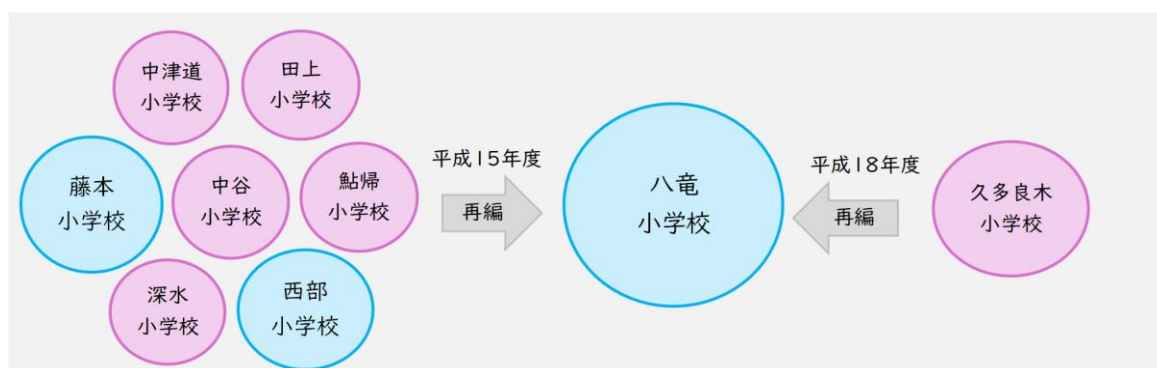 中津道
小学校
田上
小学校
藤本
小学校
中谷
小学校
鮎帰
小学校
深水
小学校
西部
小学校
平成15年度
再編
八竜
小学校
平成18年度
再編
久多良木
小学校